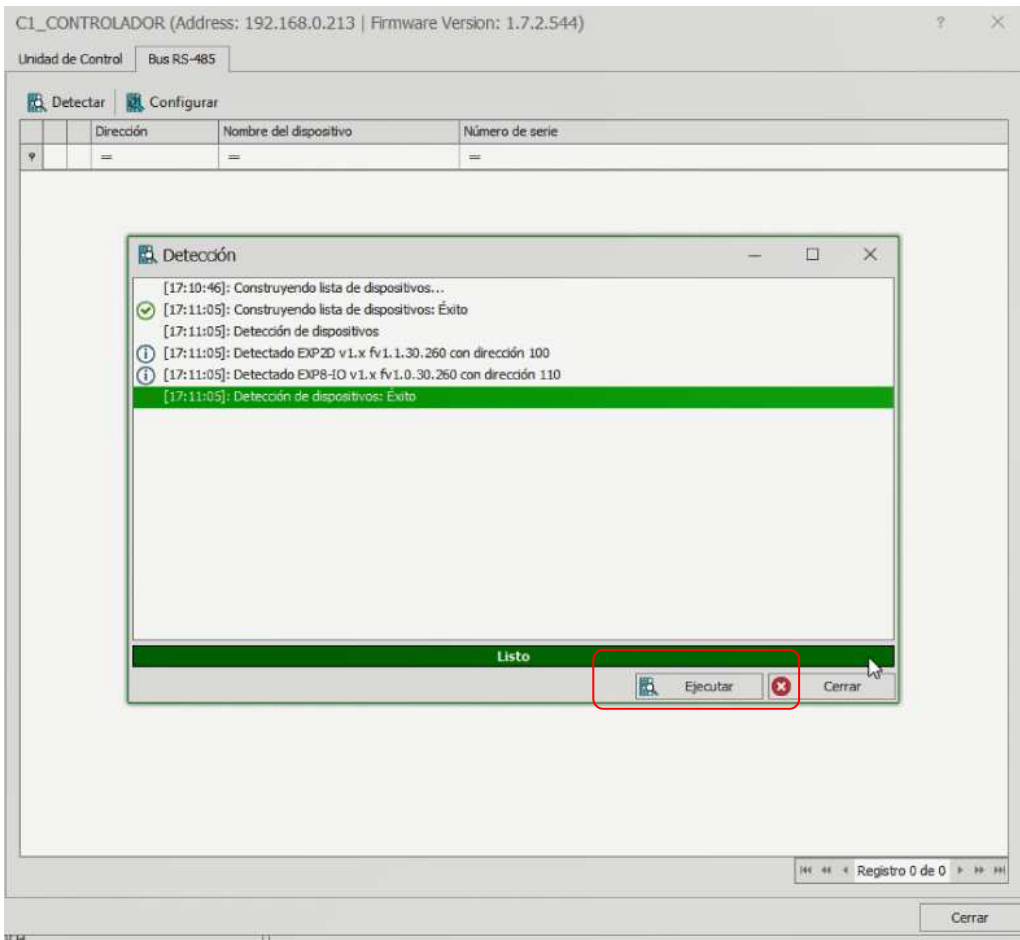 C1_CONTROLADOR (Address: 192.168.0.213 | Firmware Version: 1.7.2.544)
Unidad de Control Bus RS-485
Detectar Configurar
Dirección Nombre del dispositivo Número de serie
= = =
Detección
[17:10:46]: Construyendo lista de dispositivos...
[17:11:05]: Construyendo lista de dispositivos: Éxito
[17:11:05]: Detección de dispositivos
[17:11:05]: Detectado EXP2D v1.x fv1.1.30.260 con dirección 100
[17:11:05]: Detectado EXP8-IO v1.x fv1.0.30.260 con dirección 110
[17:11:05]: Detección de dispositivos: Éxito
Listo
Ejecutar Cerrar
Registro 0 de 0
Cerrar